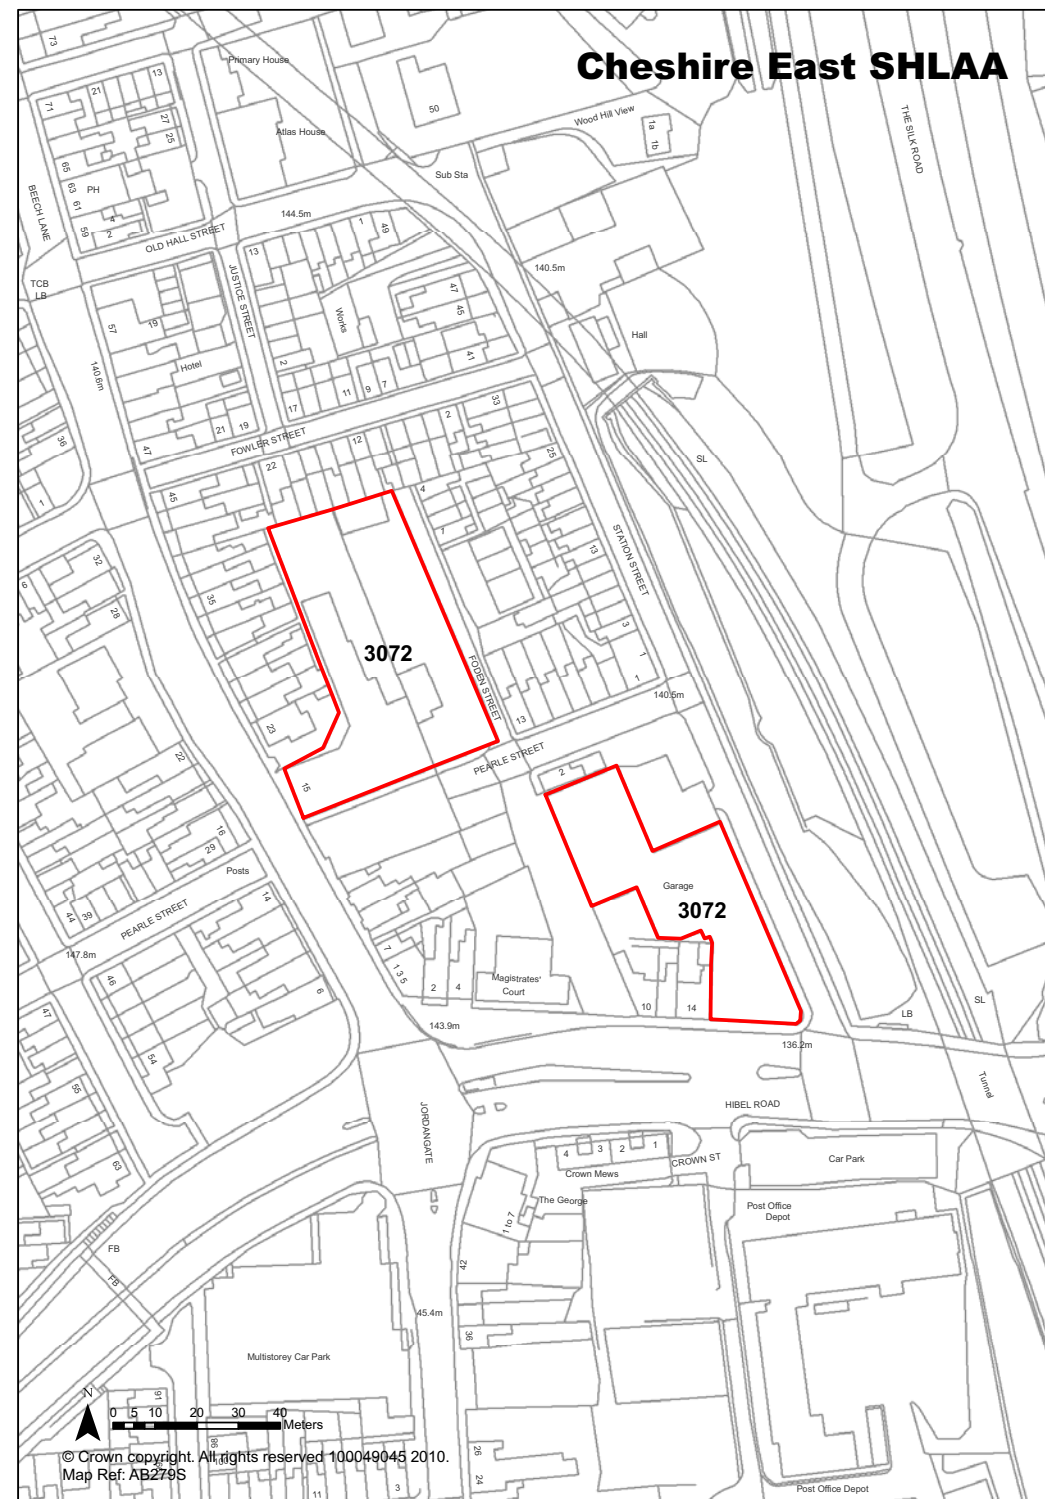 Cheshire East SHLAA
73
Primary House
13
21
71
50
27
25
Atlas House
Wood Hill View
1a
1b
THE SILK ROAD
65
63
61
59
PH
4
2
BEECH LANE
Sub Sta
144.5m
OLD HALL STREET
1
49
13
TCB
LB
JUSTICE STREET
140.5m
57
19
Works
47
45
Hotel
2
41
Hall
140.6m
11
9
7
17
21
19
33
2
36
47
FOWLER STREET
12
25
1
45
22
4
1
SL
STATION STREET
13
32
6
28
35
3
1
3072
FODEN STREET
1
140.5m
23
13
22
PEARLE STREET
2
15
16
29
Posts
Garage
3072
14
44
39
PEARLE STREET
147.8m
7
1 3 5
2
4
Magistrates'
Court
10
14
46
6
SL
LB
143.9m
136.2m
47
54
55
Tunnel
JORDANGATE
HIBEL ROAD
63
4
3
2
1
CROWN ST
Car Park
Crown Mews
The George
Post Office
Depot
1 to 7
FB
FB
42
45.4m
36
Multistorey Car Park
N
0 5 10 20 30 40
Meters
91
98
100
26
24
11
3
© Crown copyright. All rights reserved 100049045 2010.
Map Ref: AB279S
Post Office Depot